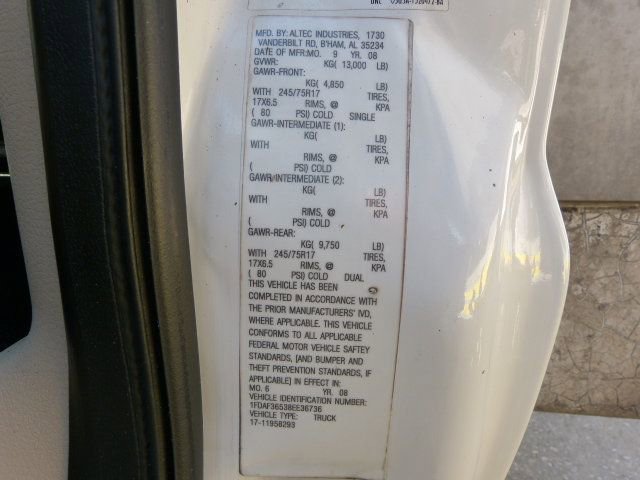 MFD. BY: ALTEC INDUSTRIES, 1730
VANDERBILT RD, B'HAM, AL 35234
DATE OF MFR:MO. 9 YR. 08
GVWR: KG( 13,000 LB)
GAWR-FRONT:
KG( 4,850 LB)
WITH 245/75R17 TIRES,
17X6.5 RIMS, @ KPA
( 80 PSI) COLD SINGLE
GAWR-INTERMEDIATE (1):
KG( LB)
WITH TIRES,
RIMS, @ KPA
( PSI) COLD
GAWR/INTERMEDIATE (2):
KG( LB)
WITH TIRES,
RIMS, @ KPA
( PSI) COLD
GAWR-REAR:
KG( 9,750 LB)
WITH 245/75R17 TIRES,
17X6.5 RIMS, @ KPA
( 80 PSI) COLD DUAL
THIS VEHICLE HAS BEEN
COMPLETED IN ACCORDANCE WITH
THE PRIOR MANUFACTURERS' IVD,
WHERE APPLICABLE. THIS VEHICLE
CONFORMS TO ALL APPLICABLE
FEDERAL MOTOR VEHICLE SAFTEY
STANDARDS, [AND BUMPER AND
THEFT PREVENTION STANDARDS, IF
APPLICABLE] IN EFFECT IN:
MO. 6 YR. 08
VEHICLE IDENTIFICATION NUMBER:
1FDAF36538EE36736
VEHICLE TYPE: TRUCK
17-11958293